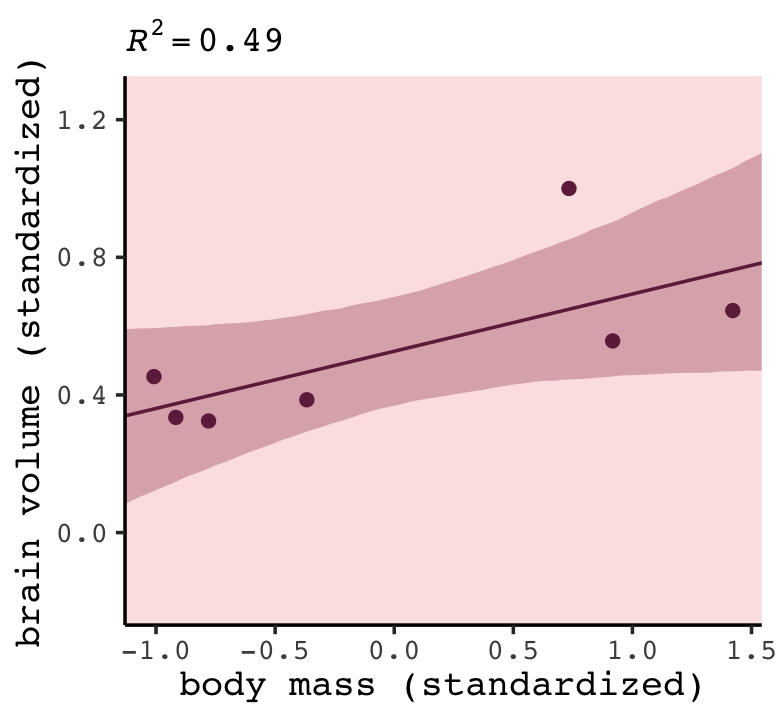 R² = 0.49
brain volume (standardized)
1.2
0.8
0.4
0.0
−1.0 −0.5 0.0 0.5 1.0 1.5
body mass (standardized)